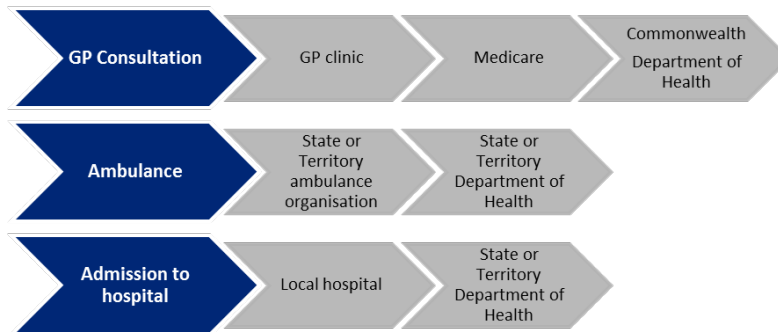 GP Consultation
GP clinic
Medicare
Commonwealth
Department of
Health
Ambulance
State or
Territory
ambulance
organisation
State or
Territory
Department of
Health
Admission to
hospital
Local hospital
State or
Territory
Department of
Health